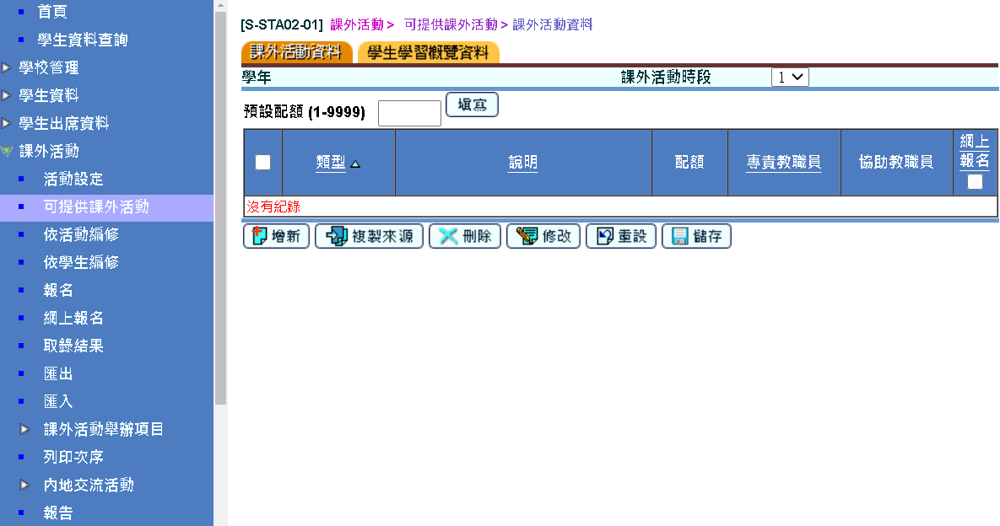 首頁
學生資料查詢
學校管理
學生資料
學生出席資料
課外活動
活動設定
可提供課外活動
依活動編修
依學生編修
報名
網上報名
取錄結果
匯出
匯入
課外活動舉辦項目
列印次序
內地交流活動
報告
[S-STA02-01] 課外活動 > 可提供課外活動 > 課外活動資料
課外活動資料 學生學習概覽資料
學年 課外活動時段 1
預設配額 (1-9999) 填寫
類型 說明 配額 專責教職員 協助教職員 網上報名
沒有紀錄
增新 複製來源 刪除 修改 重設 儲存